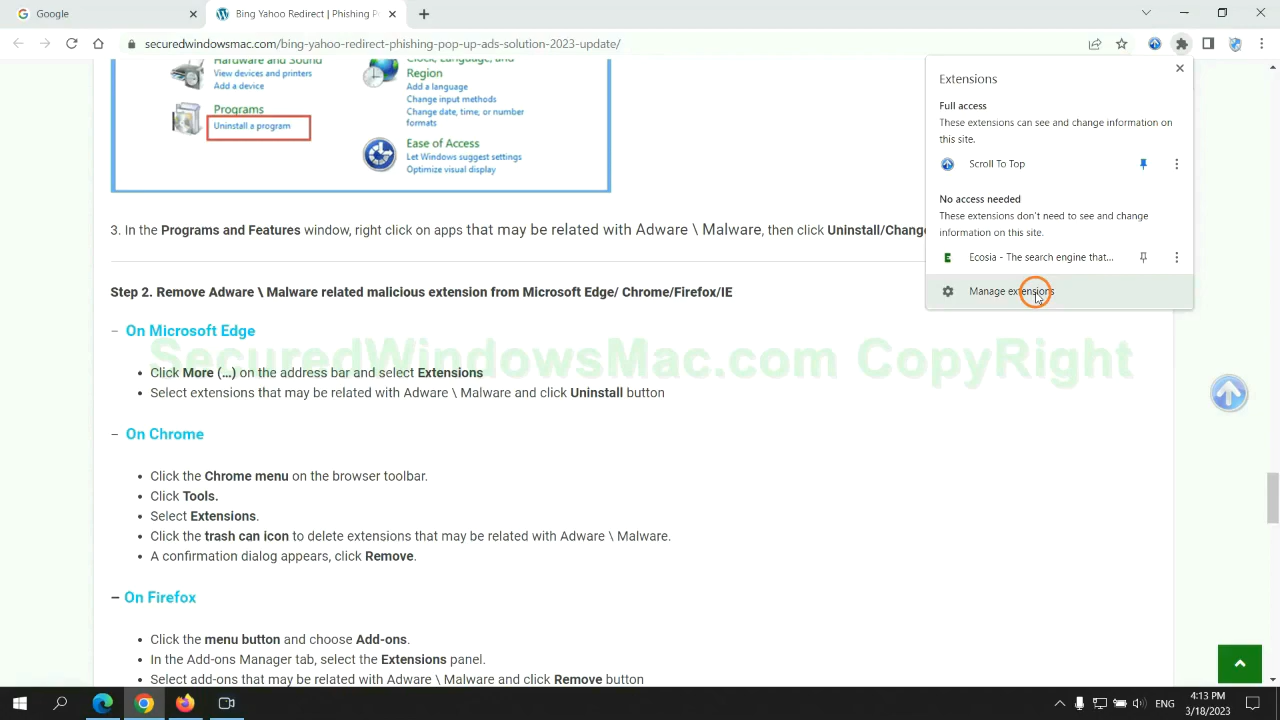 Google
Bing Yahoo Redirect | Phishing P
securedwindowsmac.com/bing-yahoo-redirect-phishing-pop-up-ads-solution-2023-update/
Hardware and Sound
View devices and printers
Add a device
Programs
Uninstall a program
Clock, Language, and
Region
Add a language
Change input methods
Change date, time, or number
formats
Ease of Access
Let Windows suggest settings
Optimize visual display
Extensions
Full access
These extensions can see and change information on
this site.
Scroll To Top
No access needed
These extensions don't need to see and change
information on this site.
Ecosia - The search engine that...
Manage extensions
3. In the Programs and Features window, right click on apps that may be related with Adware \ Malware, then click Uninstall/Change
Step 2. Remove Adware \ Malware related malicious extension from Microsoft Edge/ Chrome/Firefox/IE
– On Microsoft Edge
SecuredWindowsMac.com CopyRight
• Click More (…) on the address bar and select Extensions
• Select extensions that may be related with Adware \ Malware and click Uninstall button
– On Chrome
• Click the Chrome menu on the browser toolbar.
• Click Tools.
• Select Extensions.
• Click the trash can icon to delete extensions that may be related with Adware \ Malware.
• A confirmation dialog appears, click Remove.
– On Firefox
• Click the menu button and choose Add-ons.
• In the Add-ons Manager tab, select the Extensions panel.
• Select add-ons that may be related with Adware \ Malware and click Remove button
ENG
4:13 PM
3/18/2023